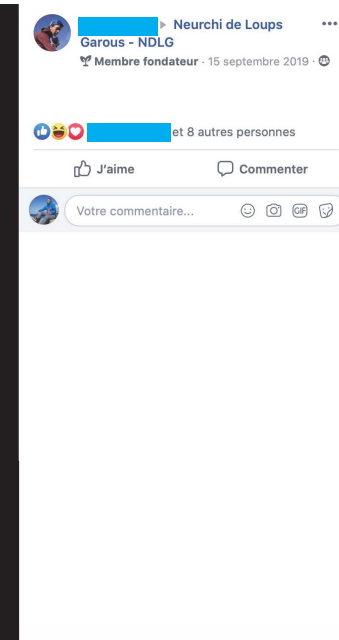 Neurchi de Loups
Garous - NDLG
Membre fondateur · 15 septembre 2019 ·
et 8 autres personnes
J'aime
Commenter
Votre commentaire...
GIF